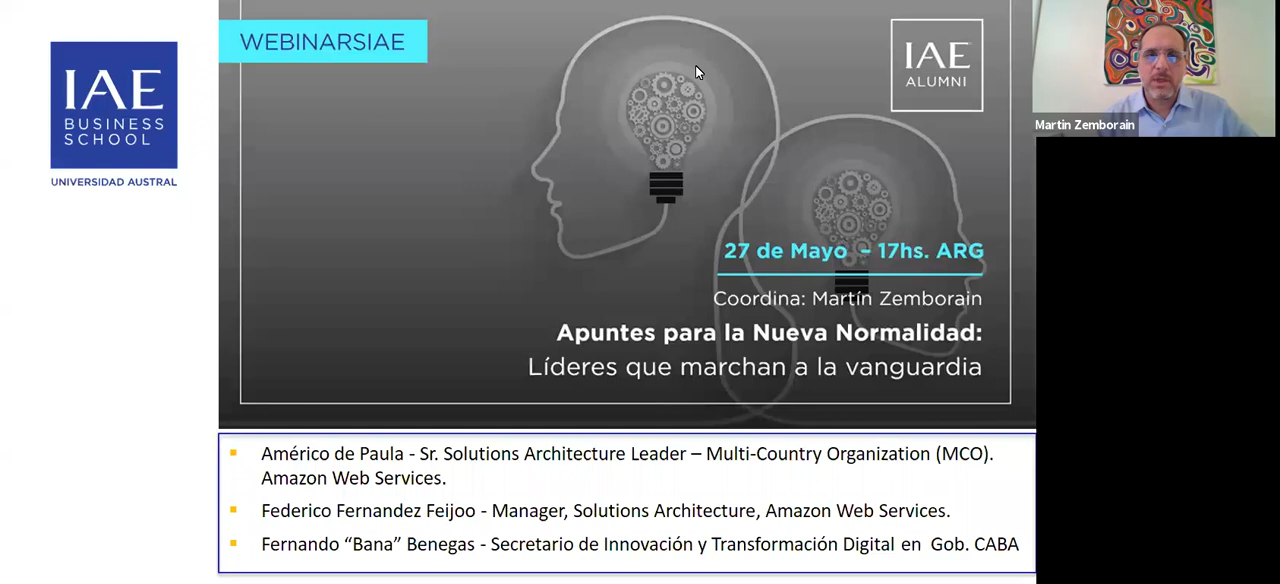 IAE
BUSINESS
SCHOOL
UNIVERSIDAD AUSTRAL
WEBINARSIAE
IAE
ALUMNI
Martin Zemborain
27 de Mayo – 17hs. ARG
Coordina: Martín Zemborain
Apuntes para la Nueva Normalidad:
Líderes que marchan a la vanguardia
Américo de Paula - Sr. Solutions Architecture Leader – Multi-Country Organization (MCO).
Amazon Web Services.
Federico Fernandez Feijoo - Manager, Solutions Architecture, Amazon Web Services.
Fernando “Bana” Benegas - Secretario de Innovación y Transformación Digital en Gob. CABA